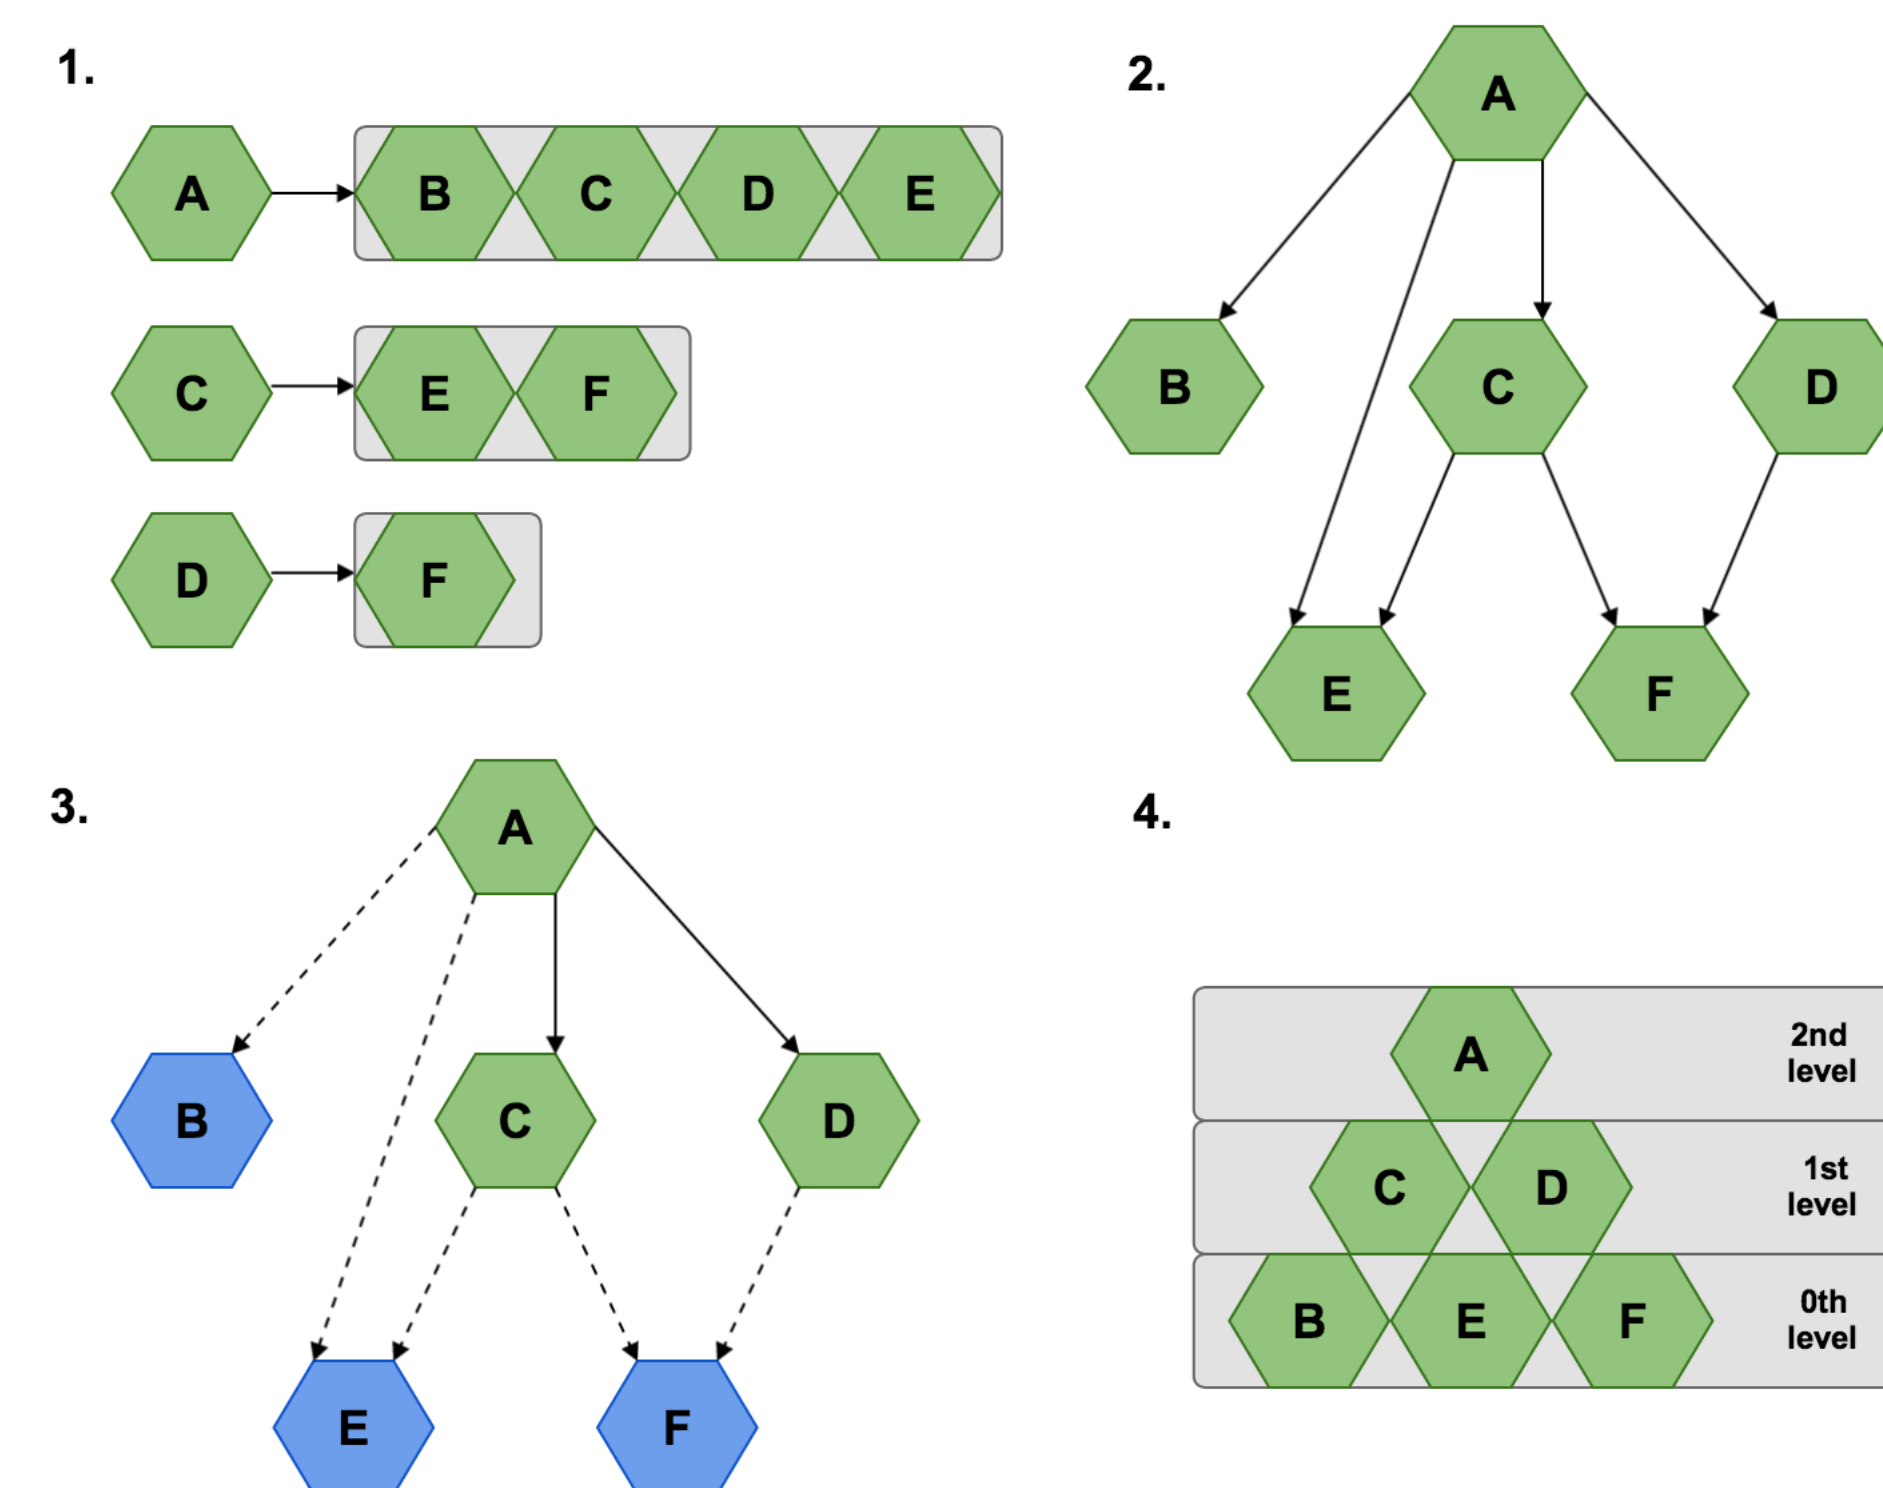 1.
A B C D E
C E F
D F
2.
A
B C D
E F
3.
A
B C D
E F
4.
A 2nd
level
C D 1st
level
B E F 0th
level